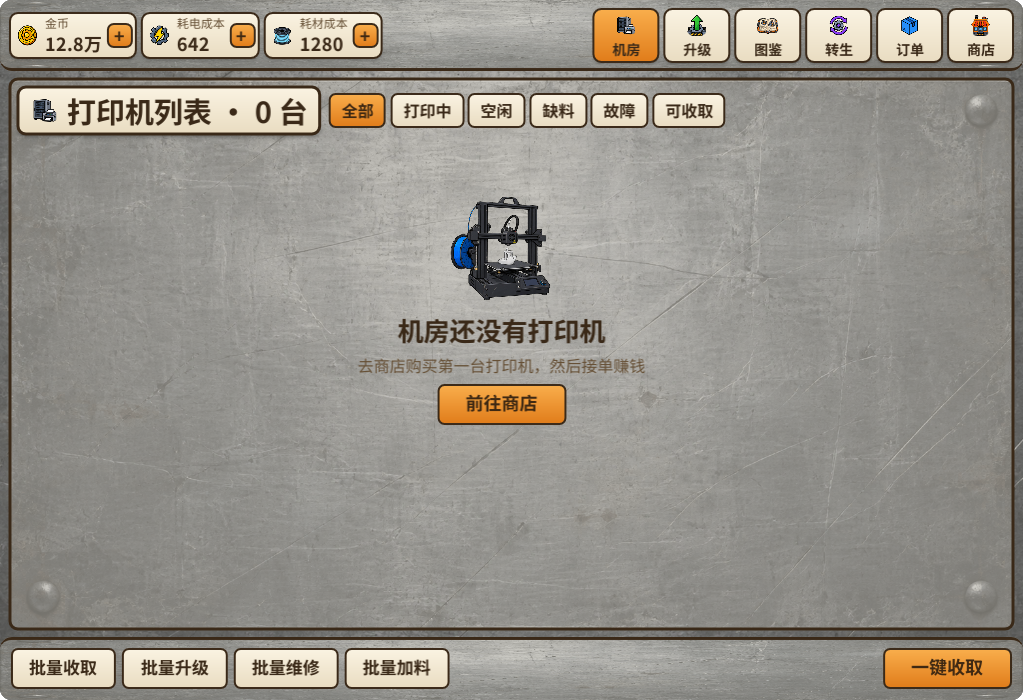 金币
12.8万 +
耗电成本
642 +
耗材成本
1280 +
机房
升级
图鉴
转生
订单
商店
打印机列表 · 0 台
全部
打印中
空闲
缺料
故障
可收取
机房还没有打印机
去商店购买第一台打印机，然后接单赚钱
前往商店
批量收取
批量升级
批量维修
批量加料
一键收取